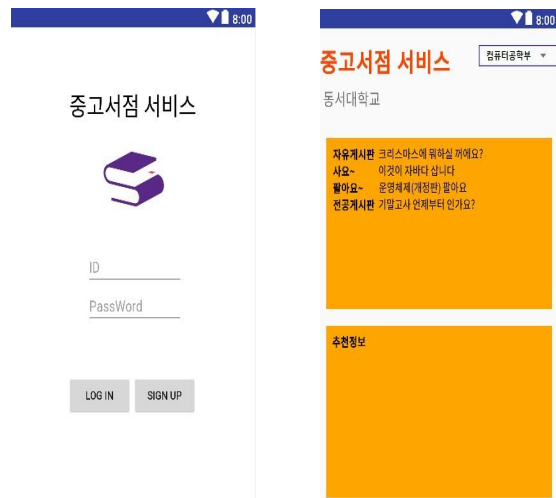 8:00
중고서점 서비스
ID
PassWord
LOG IN SIGN UP
8:00
중고서점 서비스 컴퓨터공학부
동서대학교
자유게시판 크리스마스에 뭐하실 꺼에요?
사요~ 이것이 자바다 삽니다
팔아요~ 운영체제(개정판) 팔아요
전공게시판 기말고사 언제부터 인가요?
추천정보